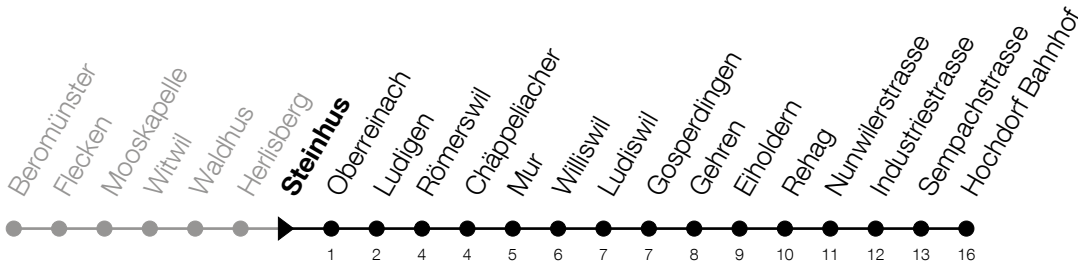 Beromünster
Flecken
Mooskapelle
Witwil
Waldhus
Herlisberg
Steinhus
Oberreinach
Ludigen
Römerswil
Chäppeliacher
Mur
Williswil
Ludiswil
Gosperdingen
Gehren
Eiholdern
Rehag
Nunwilerstrasse
Industriestrasse
Sempachstrasse
Hochdorf Bahnhof
1 2 4 4 5 6 7 7 8 9 10 11 12 13 16